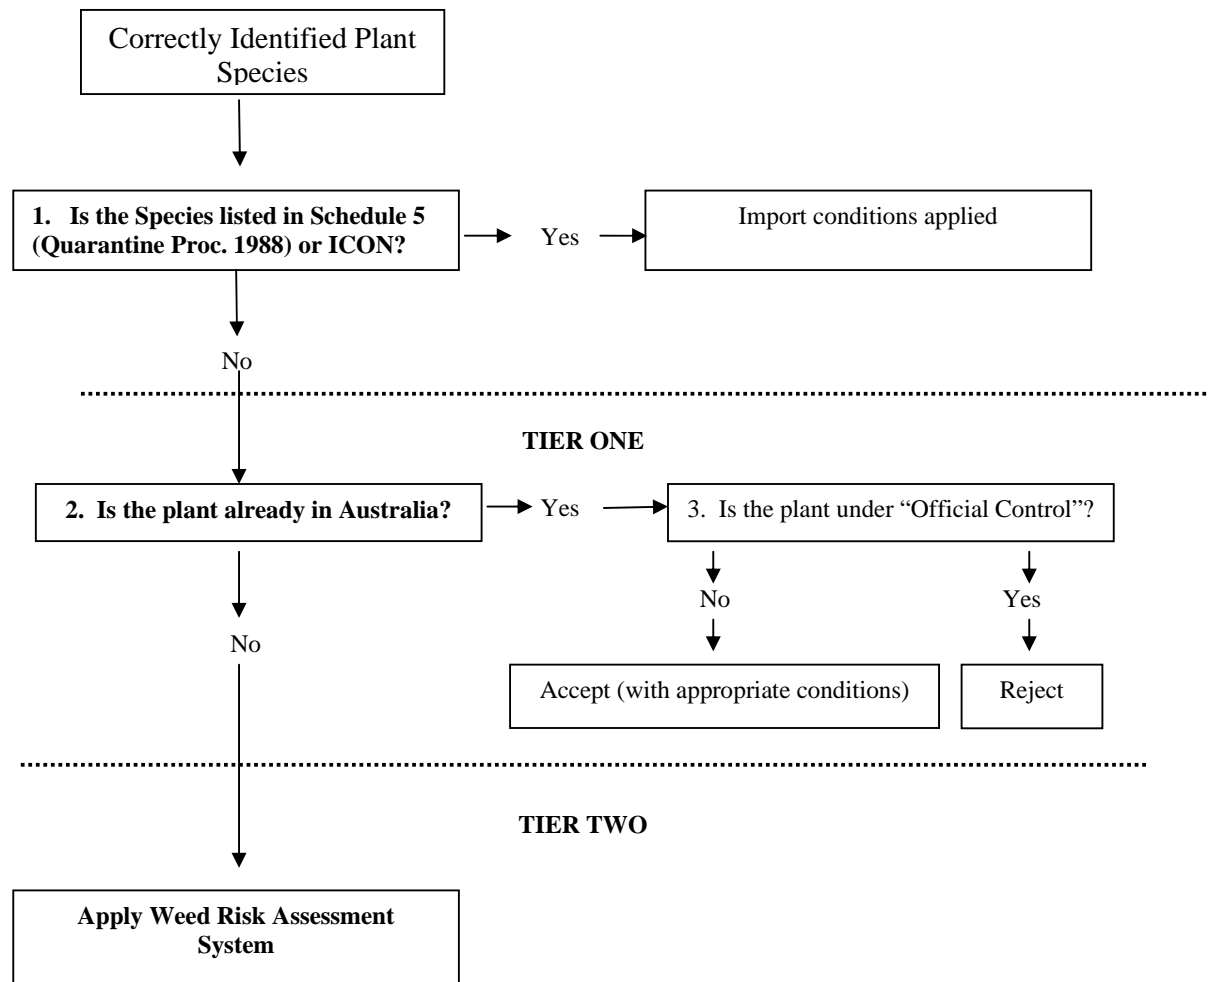 Correctly Identified Plant
Species
1. Is the Species listed in Schedule 5
(Quarantine Proc. 1988) or ICON?
Yes
Import conditions applied
No
TIER ONE
2. Is the plant already in Australia?
Yes
3. Is the plant under “Official Control”?
No
Yes
No
Accept (with appropriate conditions)
Reject
TIER TWO
Apply Weed Risk Assessment
System